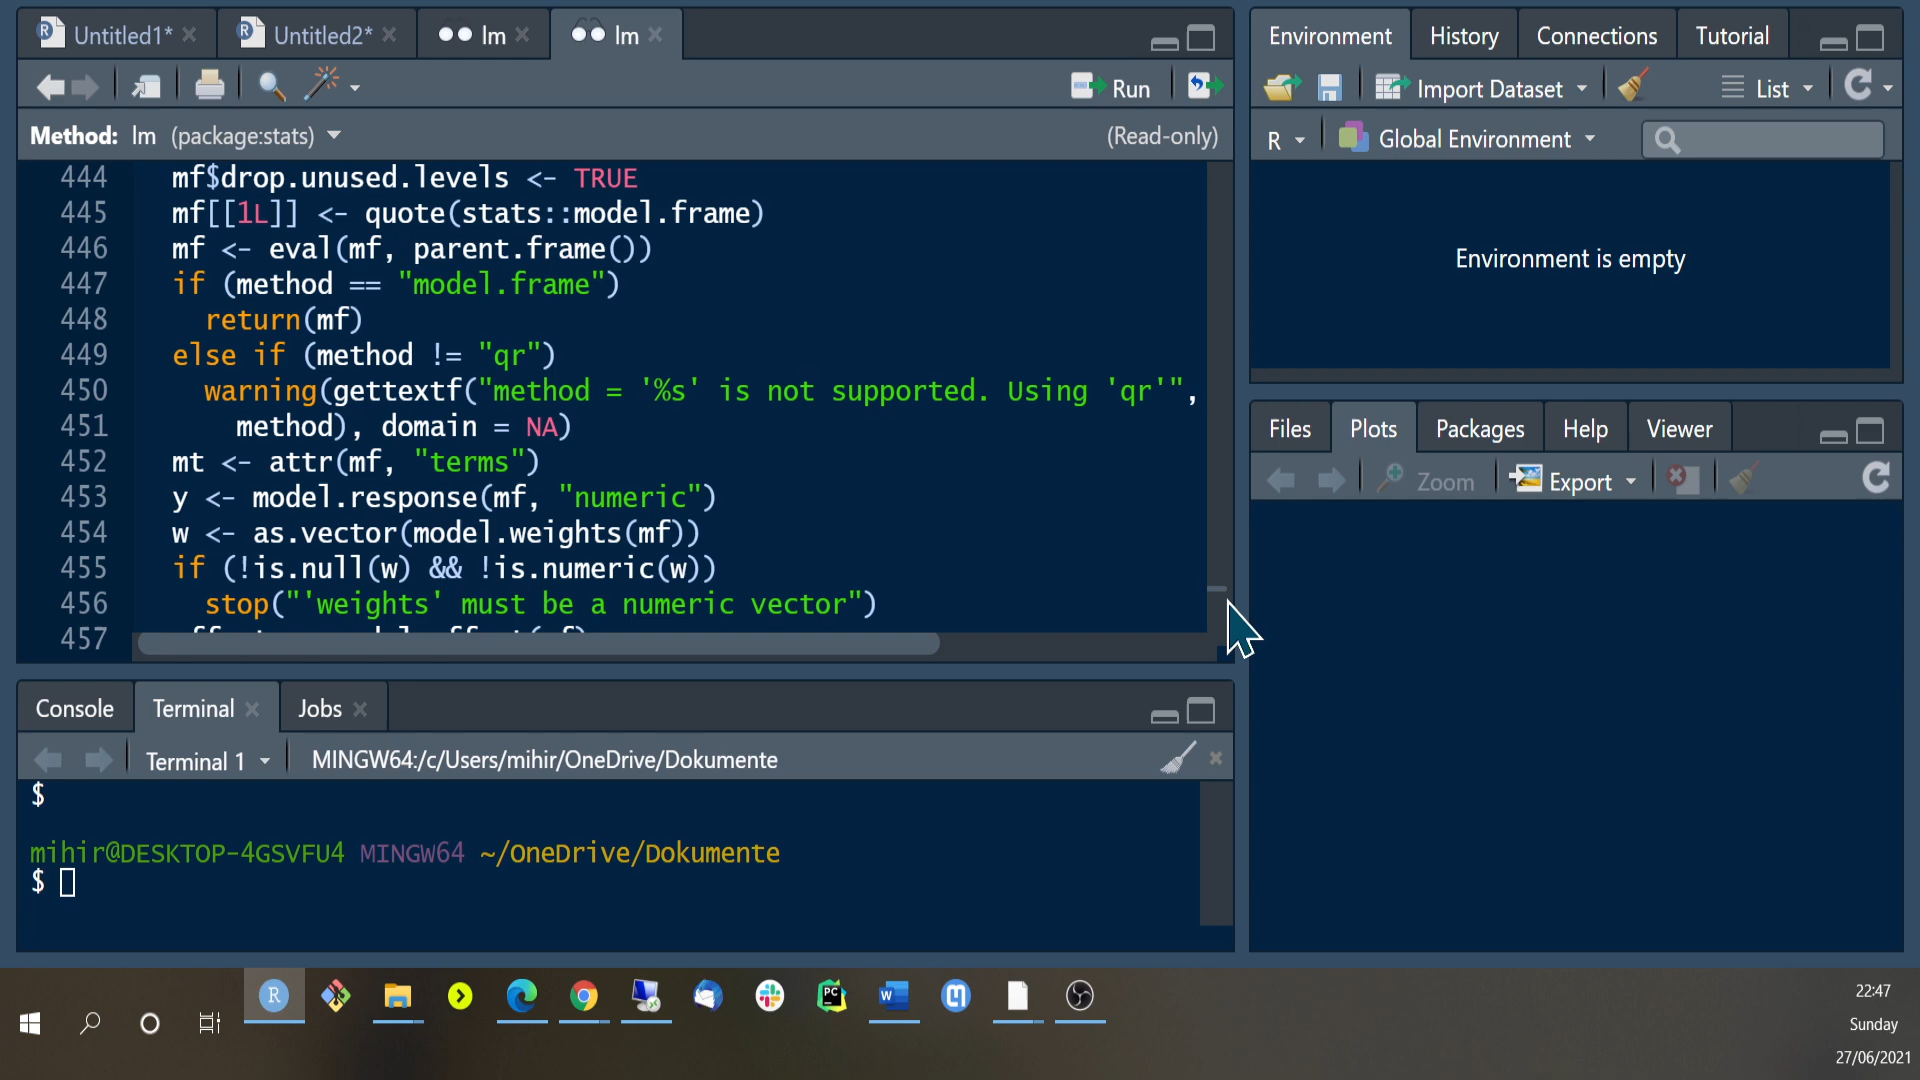 Untitled1*
Untitled2*
lm
lm
Run
Method: lm (package:stats)
(Read-only)
444 mf$drop.unused.levels <- TRUE
445 mf[[1L]] <- quote(stats::model.frame)
446 mf <- eval(mf, parent.frame())
447 if (method == "model.frame")
448 return(mf)
449 else if (method != "qr")
450 warning(gettextf("method = '%s' is not supported. Using 'qr'",
451 method), domain = NA)
452 mt <- attr(mf, "terms")
453 y <- model.response(mf, "numeric")
454 w <- as.vector(model.weights(mf))
455 if (!is.null(w) && !is.numeric(w))
456 stop("'weights' must be a numeric vector")
457
Console
Terminal
Jobs
Terminal 1
MINGW64:/c/Users/mihir/OneDrive/Dokumente
$
mihir@DESKTOP-4GSVFU4 MINGW64 ~/OneDrive/Dokumente
$
Environment
History
Connections
Tutorial
Import Dataset
List
R
Global Environment
Environment is empty
Files
Plots
Packages
Help
Viewer
Zoom
Export
22:47
Sunday
27/06/2021